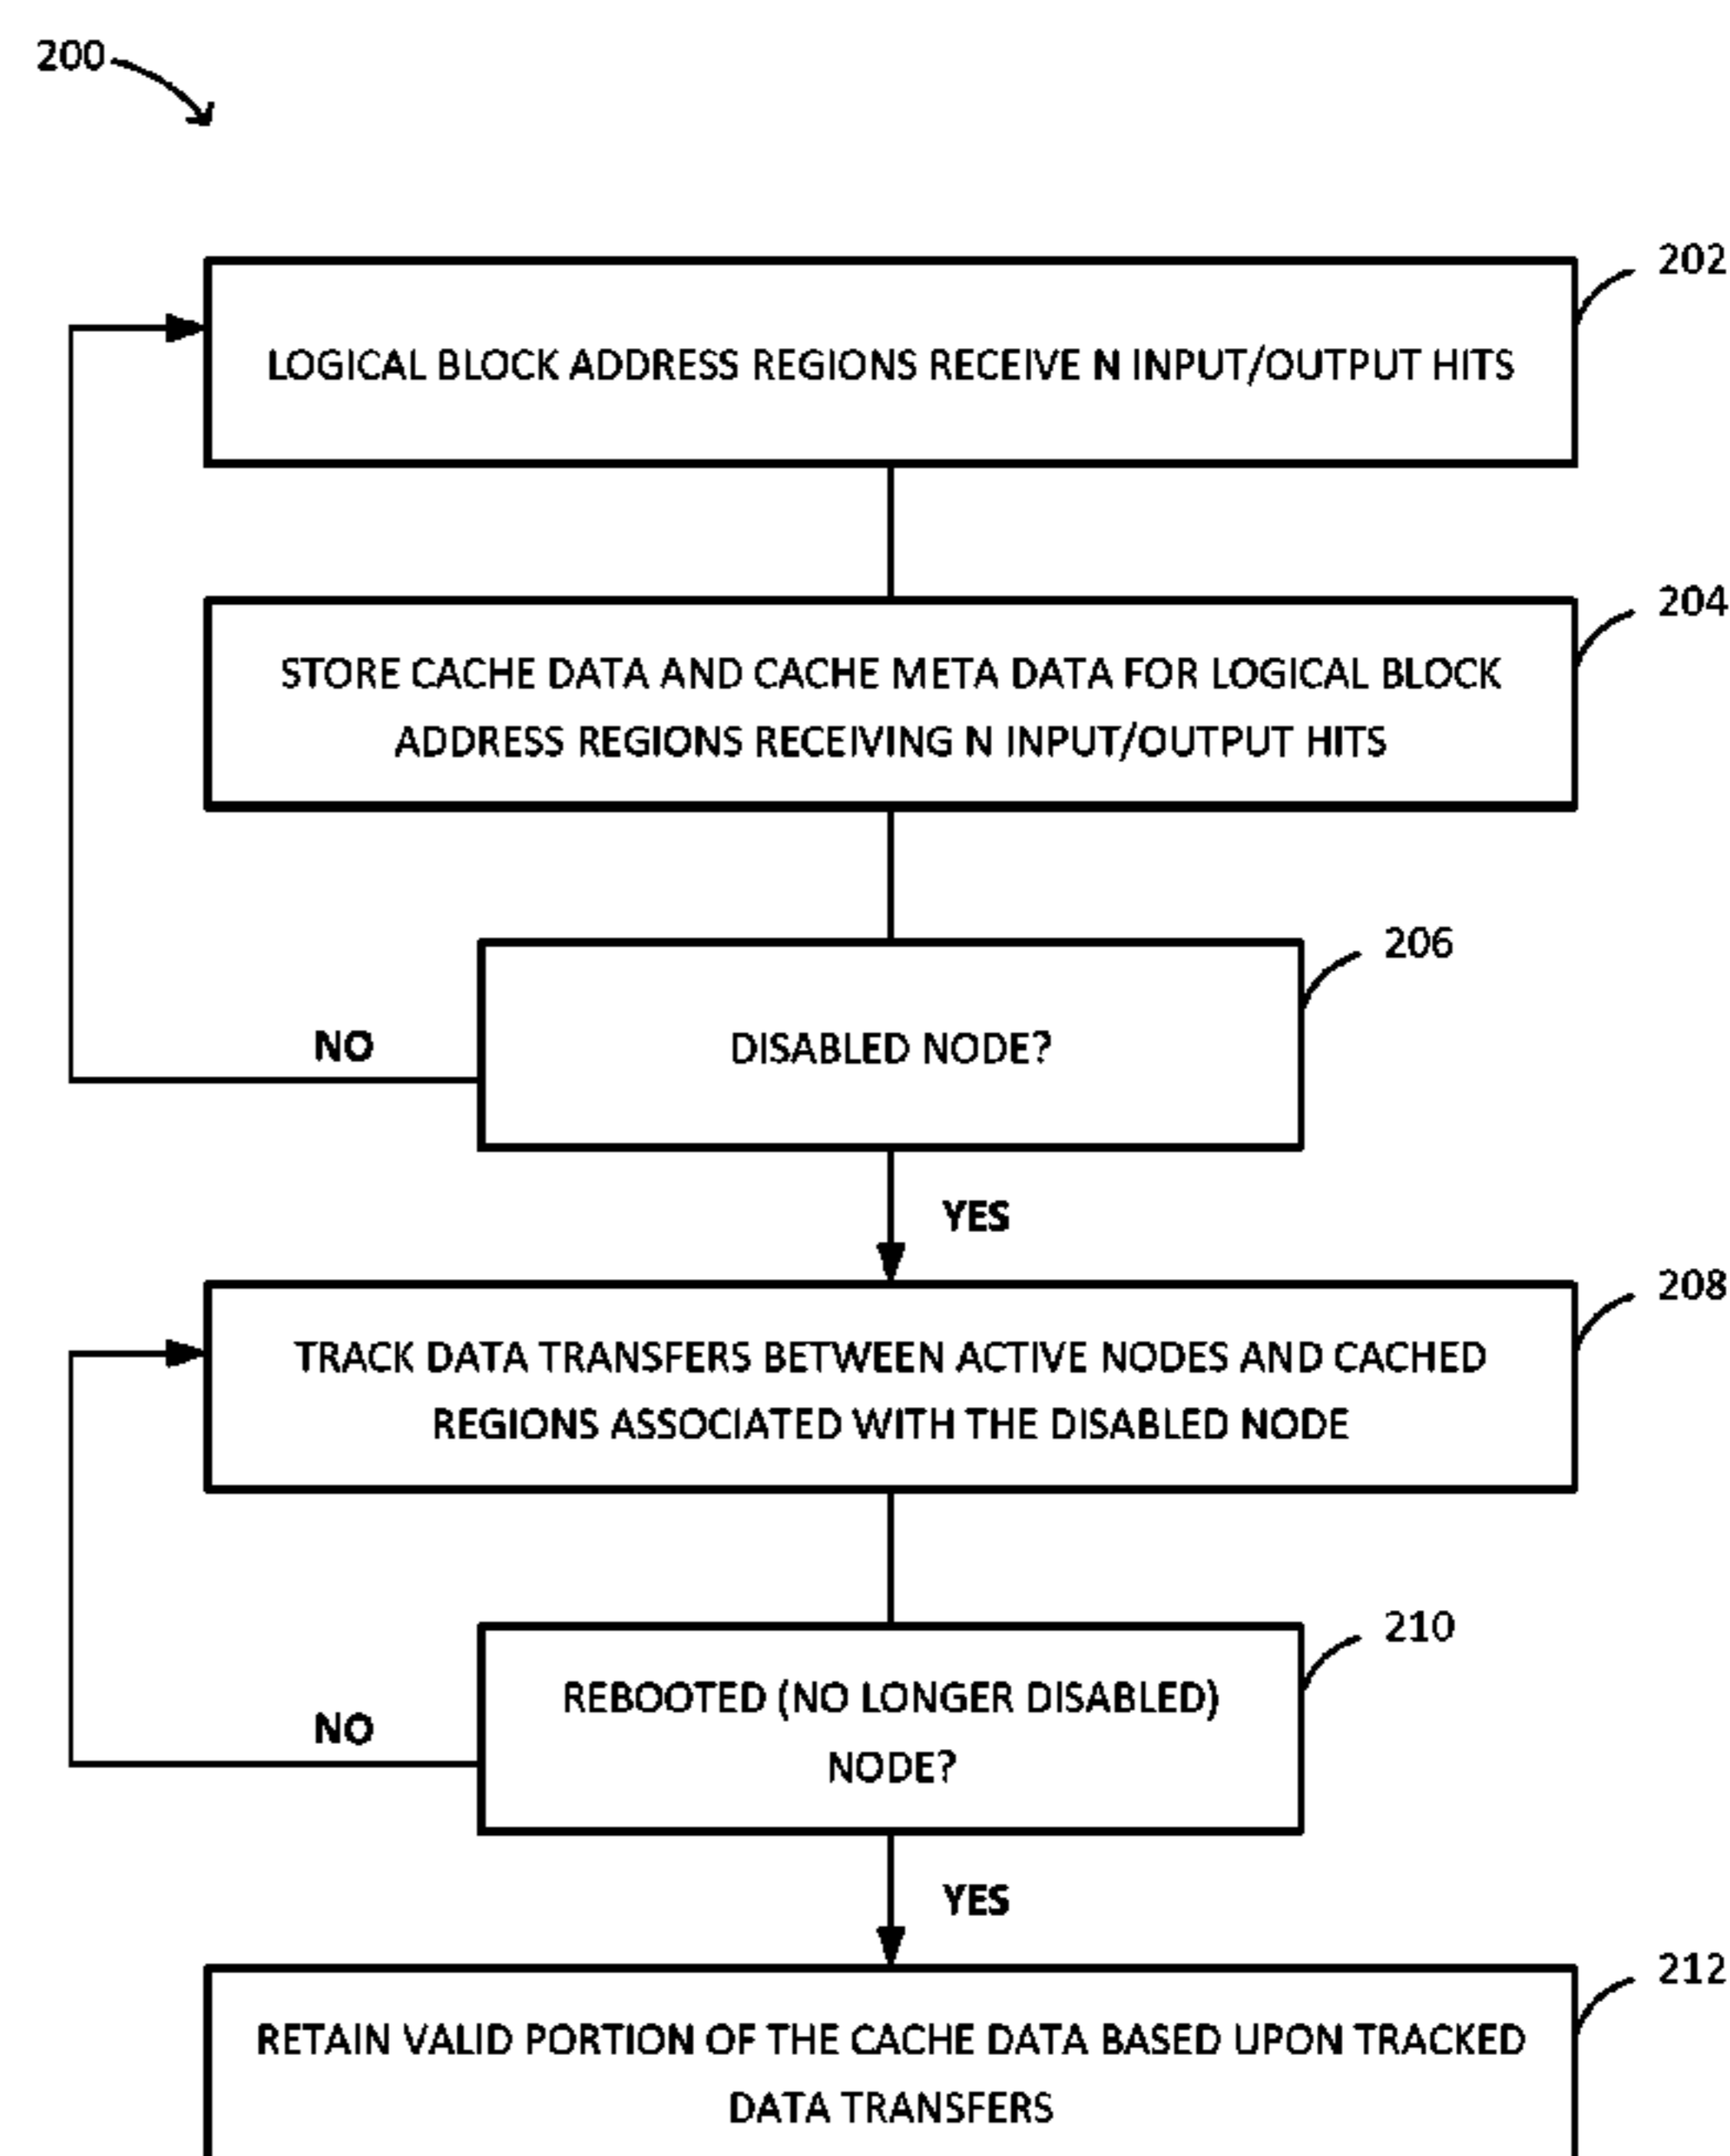 200
202
LOGICAL BLOCK ADDRESS REGIONS RECEIVE N INPUT/OUTPUT HITS
204
STORE CACHE DATA AND CACHE META DATA FOR LOGICAL BLOCK
ADDRESS REGIONS RECEIVING N INPUT/OUTPUT HITS
206
NO
DISABLED NODE?
YES
208
TRACK DATA TRANSFERS BETWEEN ACTIVE NODES AND CACHED
REGIONS ASSOCIATED WITH THE DISABLED NODE
210
REBOOTED (NO LONGER DISABLED)
NO
NODE?
YES
212
RETAIN VALID PORTION OF THE CACHE DATA BASED UPON TRACKED
DATA TRANSFERS